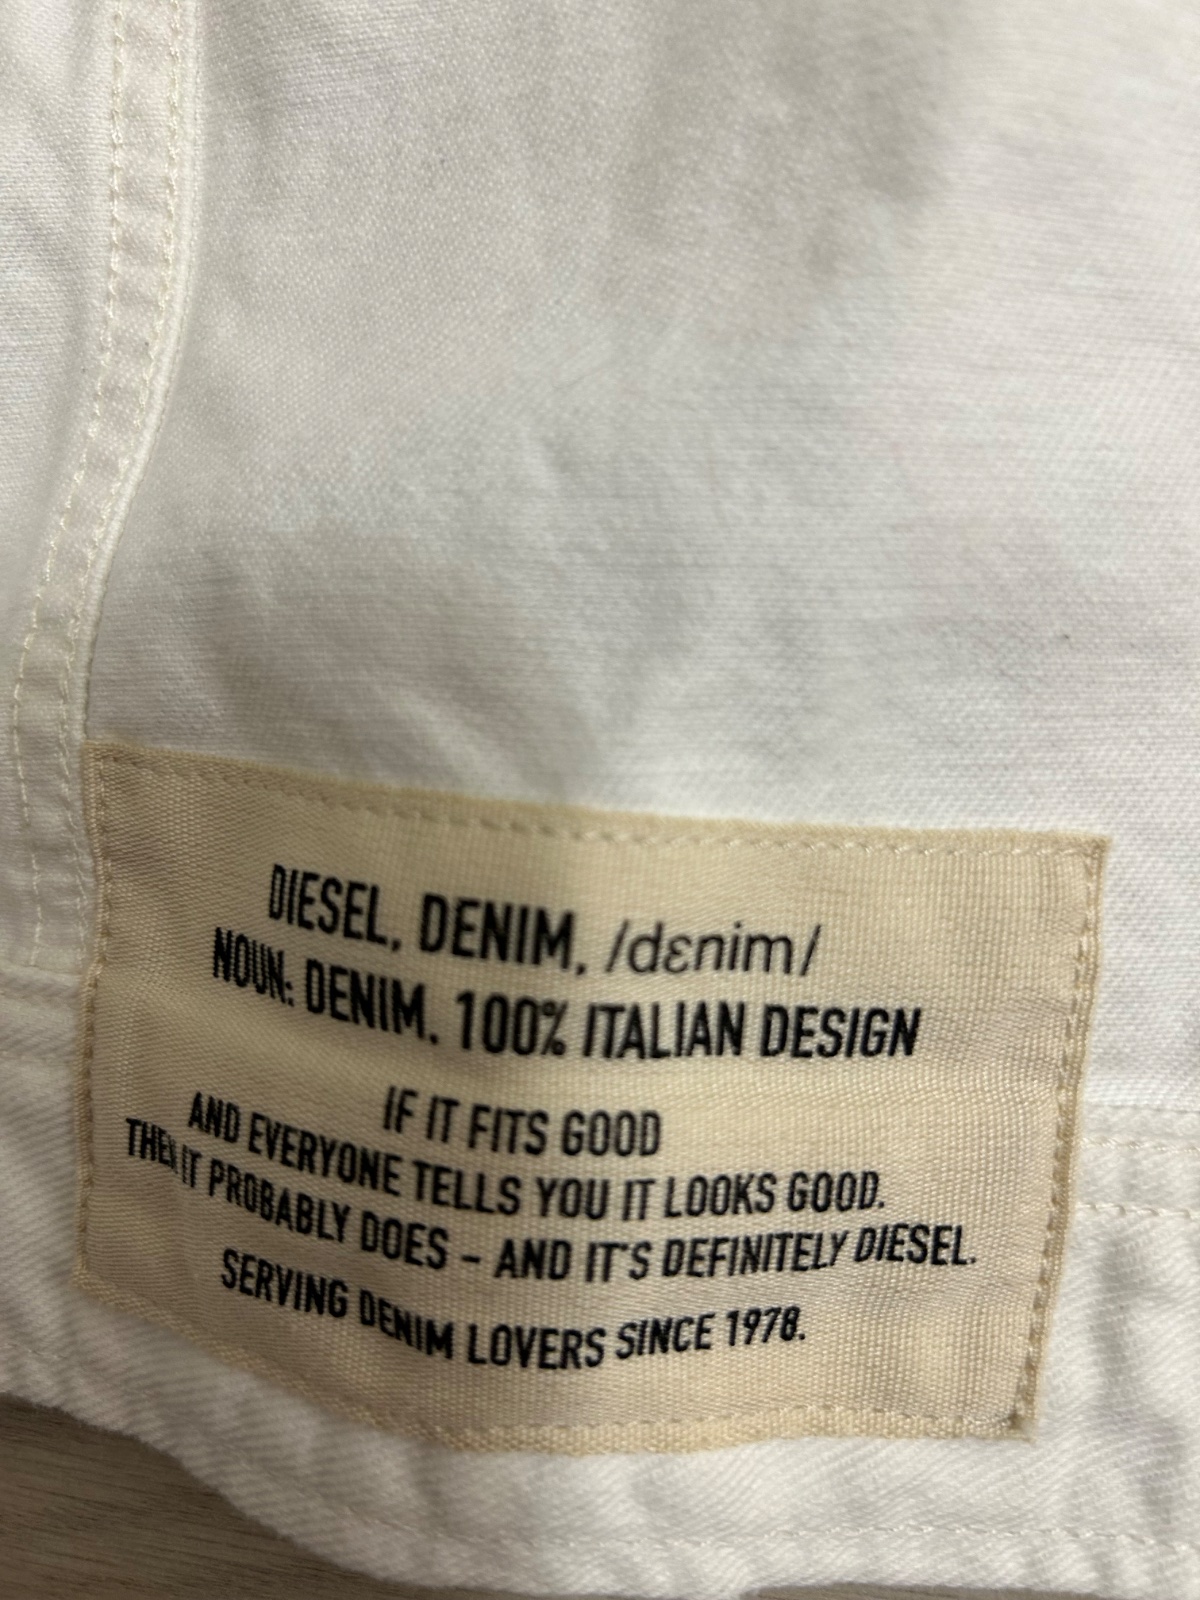 DIESEL, DENIM, /dɛnim/
NOUN: DENIM. 100% ITALIAN DESIGN
IF IT FITS GOOD
AND EVERYONE TELLS YOU IT LOOKS GOOD.
THEN IT PROBABLY DOES – AND IT'S DEFINITELY DIESEL.
SERVING DENIM LOVERS SINCE 1978.